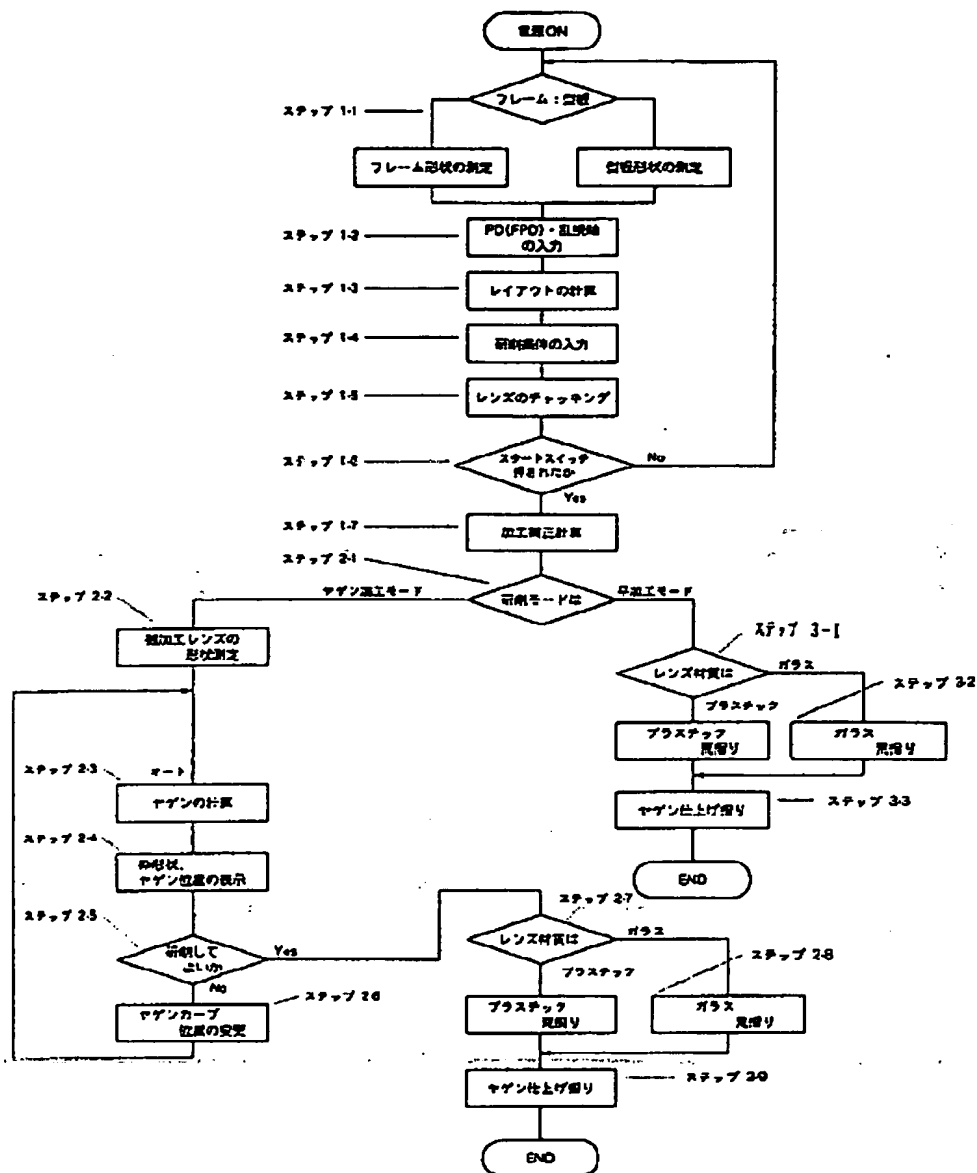 電源ON
フレーム：型板
ステップ 1-1
フレーム形状の測定
型板形状の測定
ステップ 1-2
PD(FPD)・乱視軸
の入力
ステップ 1-3
レイアウトの計算
ステップ 1-4
研削条件の入力
ステップ 1-5
レンズのチャッキング
ステップ 1-6
スタートスイッチ
押されたか
No
Yes
ステップ 1-7
加工補正計算
ステップ 2-1
ヤゲン加工モード
研削モードは
平加工モード
ステップ 2-2
被加工レンズの
形状測定
ステップ 3-1
レンズ材質は
ガラス
プラスチック
ステップ 3-2
プラスチック
荒摺り
ガラス
荒摺り
ステップ 2-3
オート
ヤゲンの計算
ヤゲン仕上げ摺り
ステップ 3-3
ステップ 2-4
枠形状、
ヤゲン位置の表示
END
ステップ 2-5
研削して
よいか
Yes
No
ステップ 2-6
ヤゲンカーブ
位置の変更
ステップ 2-7
レンズ材質は
ガラス
プラスチック
ステップ 2-8
プラスチック
荒摺り
ガラス
荒摺り
ヤゲン仕上げ摺り
ステップ 2-9
END